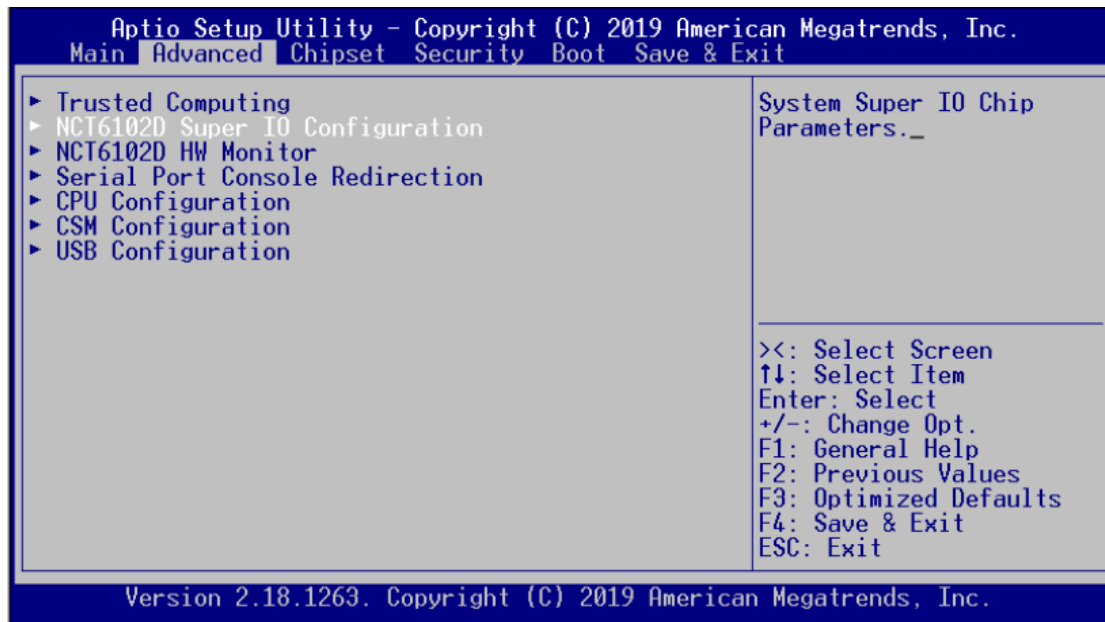 Aptio Setup Utility – Copyright (C) 2019 American Megatrends, Inc.
Main Advanced Chipset Security Boot Save & Exit
► Trusted Computing
► NCT6102D Super IO Configuration
► NCT6102D HW Monitor
► Serial Port Console Redirection
► CPU Configuration
► CSM Configuration
► USB Configuration
System Super IO Chip
Parameters._
><: Select Screen
↑↓: Select Item
Enter: Select
+/-: Change Opt.
F1: General Help
F2: Previous Values
F3: Optimized Defaults
F4: Save & Exit
ESC: Exit
Version 2.18.1263. Copyright (C) 2019 American Megatrends, Inc.